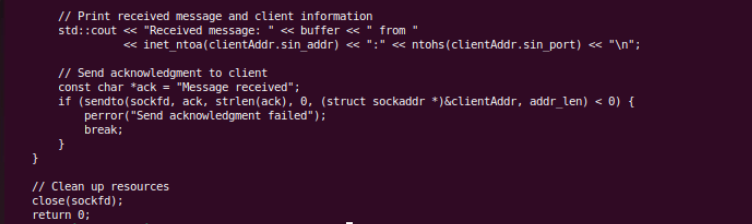 // Print received message and client information
std::cout << "Received message: " << buffer << " from "
<< inet_ntoa(clientAddr.sin_addr) << ":" << ntohs(clientAddr.sin_port) << "\n";
// Send acknowledgment to client
const char *ack = "Message received";
if (sendto(sockfd, ack, strlen(ack), 0, (struct sockaddr *)&clientAddr, addr_len) < 0) {
perror("Send acknowledgment failed");
break;
}
}
// Clean up resources
close(sockfd);
return 0;